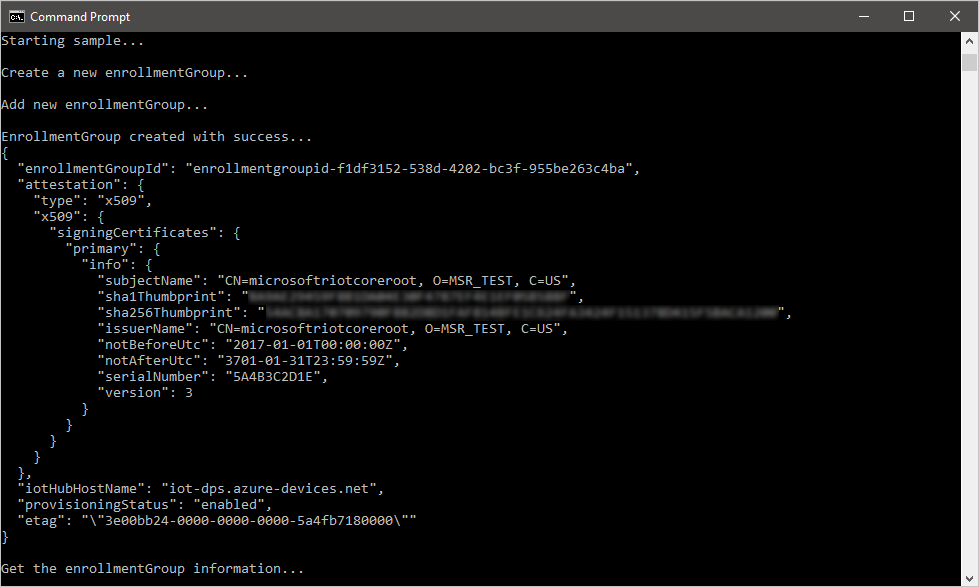 Command Prompt
Starting sample...
Create a new enrollmentGroup...
Add new enrollmentGroup...
EnrollmentGroup created with success...
{
"enrollmentGroupId": "enrollmentgroupid-f1df3152-538d-4202-bc3f-955be263c4ba",
"attestation": {
"type": "x509",
"x509": {
"signingCertificates": {
"primary": {
"info": {
"subjectName": "CN=microsoftriotcoreroot, O=MSR_TEST, C=US",
"sha1Thumbprint": "",
"sha256Thumbprint": "",
"issuerName": "CN=microsoftriotcoreroot, O=MSR_TEST, C=US",
"notBeforeUtc": "2017-01-01T00:00:00Z",
"notAfterUtc": "3701-01-31T23:59:59Z",
"serialNumber": "5A4B3C2D1E",
"version": 3
}
}
}
}
},
"iotHubHostName": "iot-dps.azure-devices.net",
"provisioningStatus": "enabled",
"etag": "\"3e00bb24-0000-0000-0000-5a4fb7180000\""
}
Get the enrollmentGroup information...